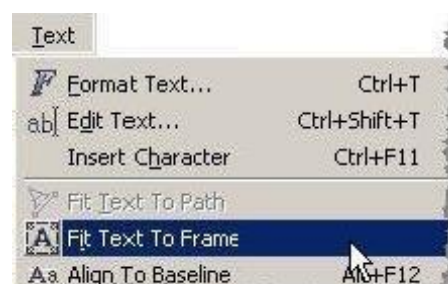 Text
Format Text... Ctrl+T
Edit Text... Ctrl+Shift+T
Insert Character Ctrl+F11
Fit Text To Path
Fit Text To Frame
Align To Baseline Alt+F12